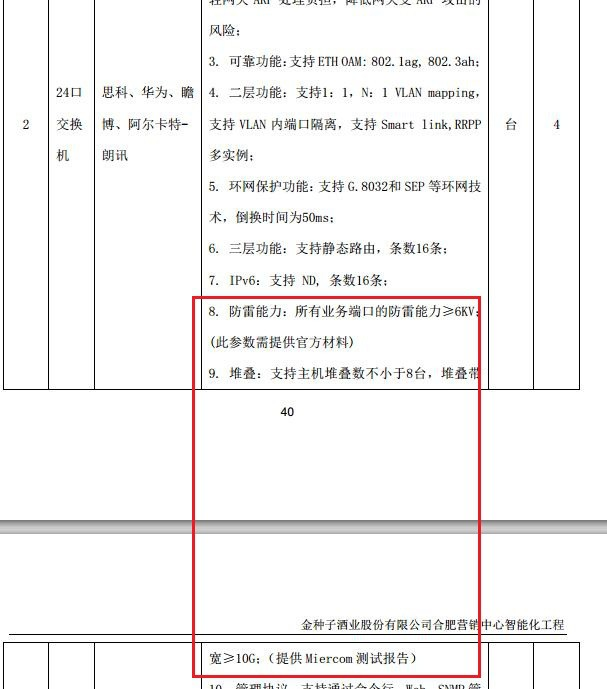 轻网关 ARP 处理负担，降低网关受 ARP 攻击的
风险；
3. 可靠功能：支持ETH OAM: 802.1ag, 802.3ah；
24口 思科、华为、瞻 4. 二层功能：支持1：1，N：1 VLAN mapping，
2 交换 博、阿尔卡特- 支持 VLAN 内端口隔离，支持 Smart link,RRPP 台 4
机 朗讯 多实例；
5. 环网保护功能：支持 G.8032和 SEP 等环网技
术，倒换时间为50ms；
6. 三层功能：支持静态路由，条数16条；
7. IPv6：支持 ND, 条数16条；
8. 防雷能力：所有业务端口的防雷能力≥6KV；
(此参数需提供官方材料)
9. 堆叠：支持主机堆叠数不小于8台，堆叠带
40
金种子酒业股份有限公司合肥营销中心智能化工程
宽≥10G；（提供 Miercom 测试报告）
10. 管理协议，支持通过命令行、Web、SNMP 管